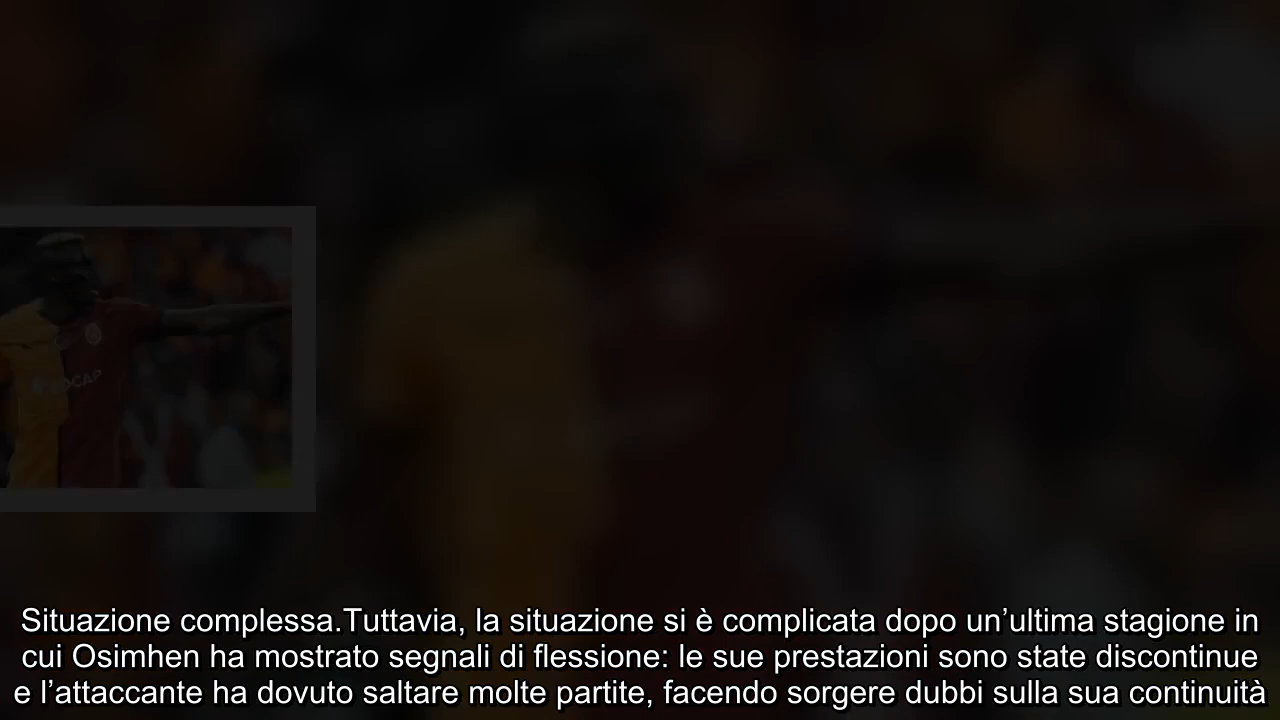 Situazione complessa.Tuttavia, la situazione si è complicata dopo un’ultima stagione in
cui Osimhen ha mostrato segnali di flessione: le sue prestazioni sono state discontinue
e l’attaccante ha dovuto saltare molte partite, facendo sorgere dubbi sulla sua continuità